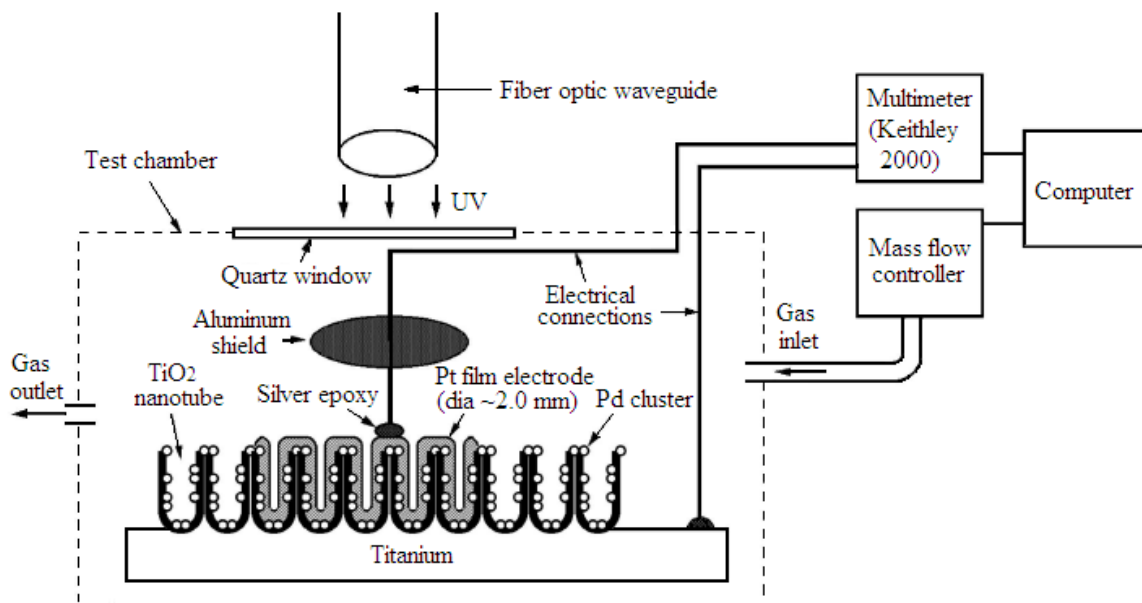 Fiber optic waveguide
Multimeter
(Keithley
2000)
Test chamber
UV
Computer
Quartz window
Mass flow
controller
Electrical
connections
Aluminum
shield
Gas
inlet
Gas
outlet
TiO2
nanotube
Silver epoxy
Pt film electrode
(dia ~2.0 mm)
Pd cluster
Titanium